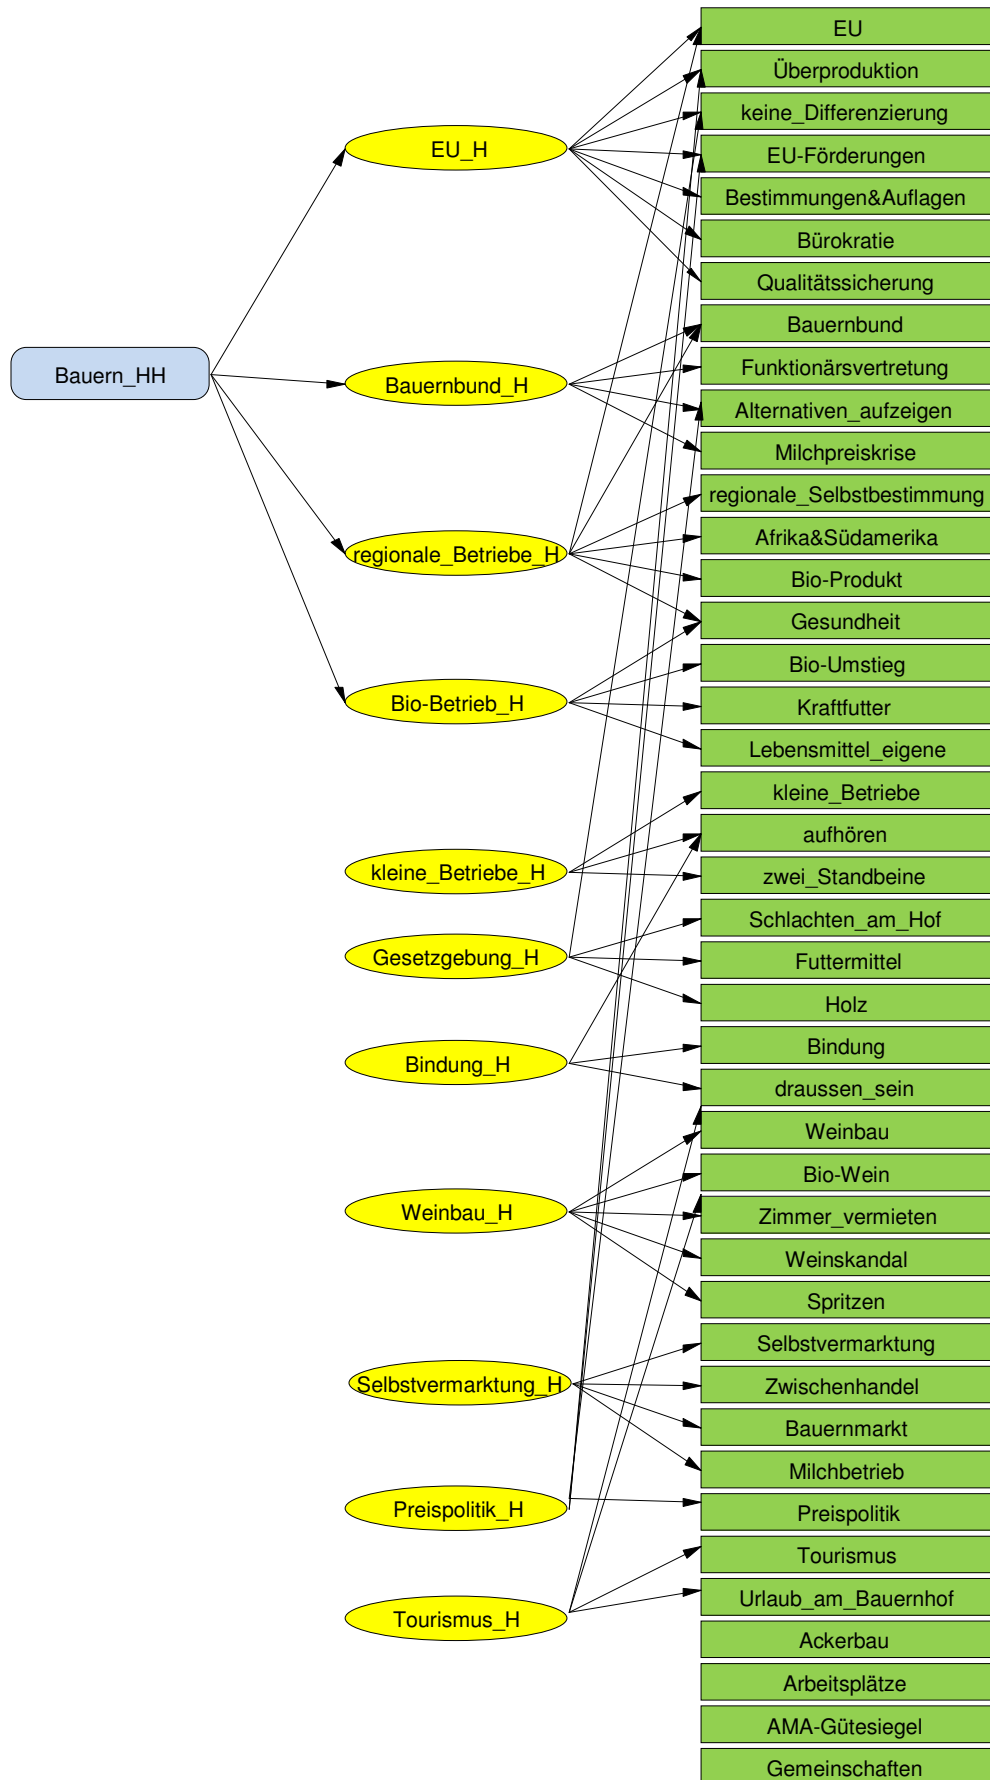 Bauern_HH
EU_H
Bauernbund_H
regionale_Betriebe_H
Bio-Betrieb_H
kleine_Betriebe_H
Gesetzgebung_H
Bindung_H
Weinbau_H
Selbstvermarktung_H
Preispolitik_H
Tourismus_H
EU
Überproduktion
keine_Differenzierung
EU-Förderungen
Bestimmungen&Auflagen
Bürokratie
Qualitätssicherung
Bauernbund
Funktionärsvertretung
Alternativen_aufzeigen
Milchpreiskrise
regionale_Selbstbestimmung
Afrika&Südamerika
Bio-Produkt
Gesundheit
Bio-Umstieg
Kraftfutter
Lebensmittel_eigene
kleine_Betriebe
aufhören
zwei_Standbeine
Schlachten_am_Hof
Futtermittel
Holz
Bindung
draussen_sein
Weinbau
Bio-Wein
Zimmer_vermieten
Weinskandal
Spritzen
Selbstvermarktung
Zwischenhandel
Bauernmarkt
Milchbetrieb
Preispolitik
Tourismus
Urlaub_am_Bauernhof
Ackerbau
Arbeitsplätze
AMA-Gütesiegel
Gemeinschaften